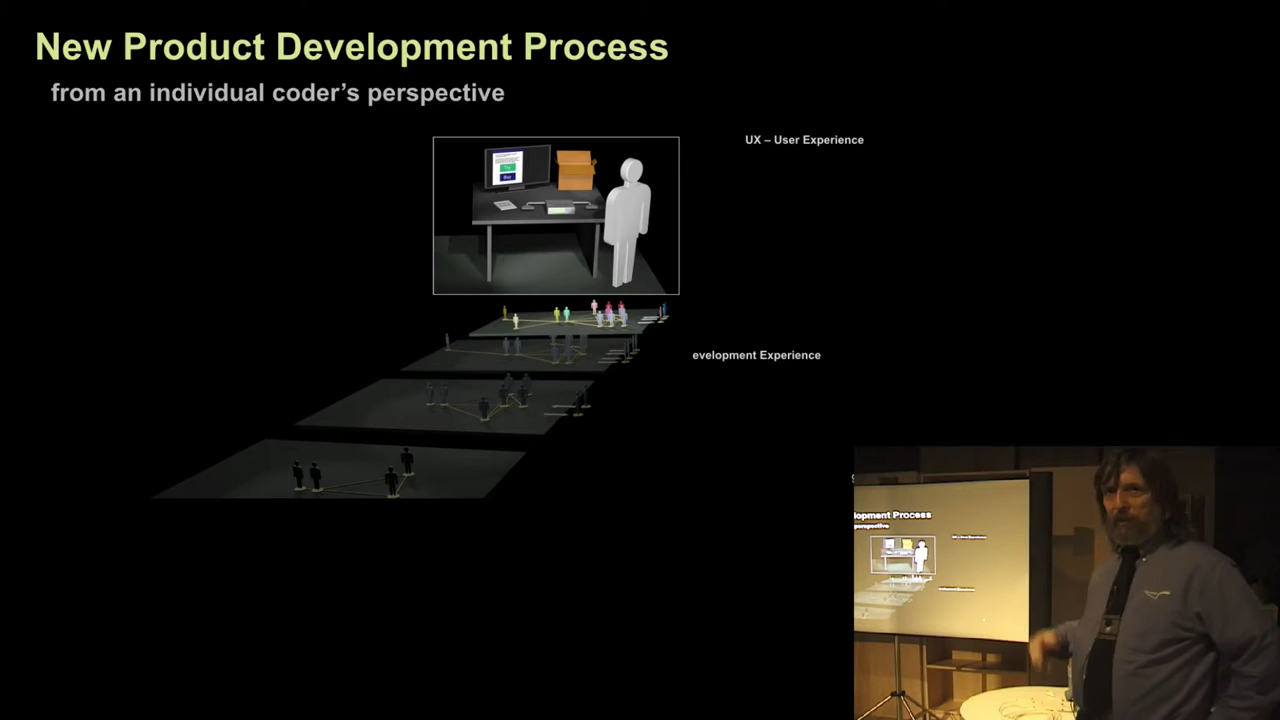 New Product Development Process
from an individual coder's perspective
UX – User Experience
evelopment Experience
lopment Process
perspective